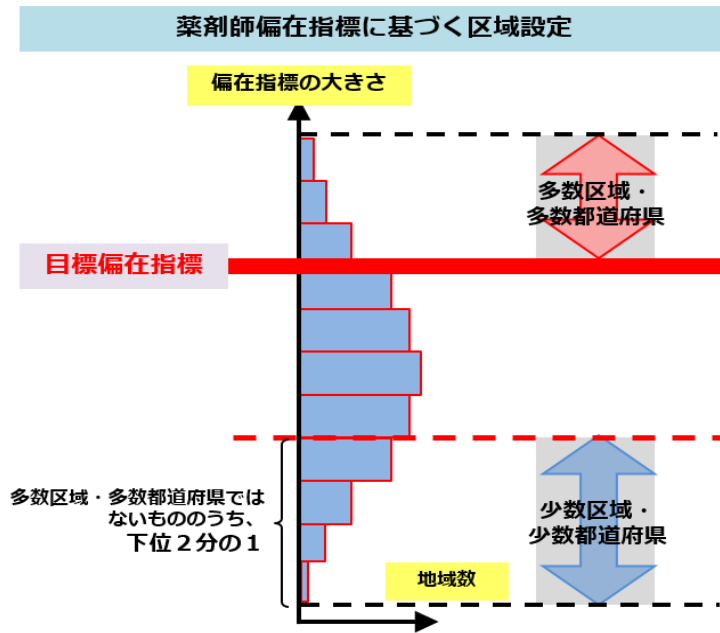 薬剤師偏在指標に基づく区域設定
偏在指標の大きさ
多数区域・
多数都道府県
目標偏在指標
多数区域・多数都道府県では
ないもののうち、
下位２分の１
少数区域・
少数都道府県
地域数